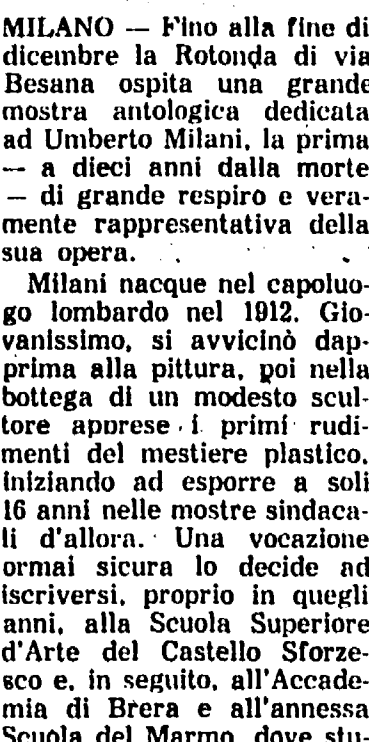 MILANO — Fino alla fine di
dicembre la Rotonda di via
Besana ospita una grande
mostra antologica dedicata
ad Umberto Milani, la prima
— a dieci anni dalla morte
— di grande respiro e vera-
mente rappresentativa della
sua opera.
Milani nacque nel capoluo-
go lombardo nel 1912. Gio-
vanissimo, si avvicinò dap-
prima alla pittura, poi nella
bottega di un modesto scul-
tore apprese i primi rudi-
menti del mestiere plastico,
iniziando ad esporre a soli
16 anni nelle mostre sindaca-
li d'allora. Una vocazione
ormai sicura lo decide ad
iscriversi, proprio in quegli
anni, alla Scuola Superiore
d'Arte del Castello Sforze-
sco e, in seguito, all'Accade-
mia di Brera e all'annessa
Scuola del Marmo, dove stu-